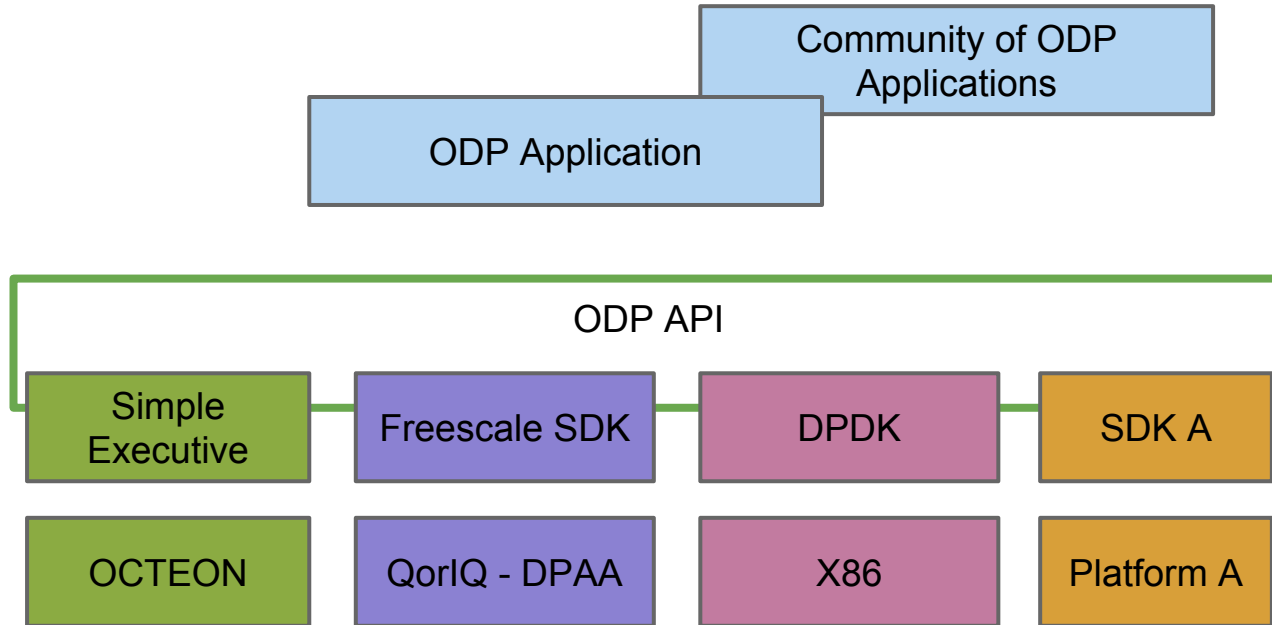 Community of ODP
Applications
ODP Application
ODP API
Simple
Executive
Freescale SDK
DPDK
SDK A
OCTEON
QorIQ - DPAA
X86
Platform A